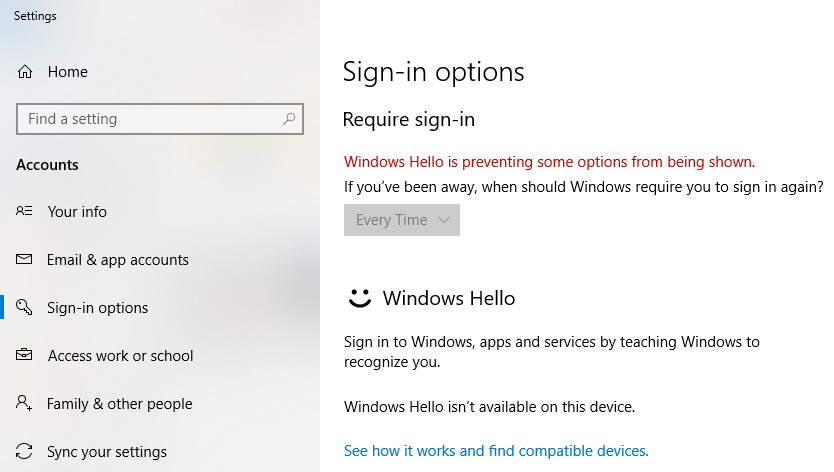 Settings
Home
Find a setting
Accounts
Your info
Email & app accounts
Sign-in options
Access work or school
Family & other people
Sync your settings
Sign-in options
Require sign-in
Windows Hello is preventing some options from being shown.
If you’ve been away, when should Windows require you to sign in again?
Every Time
Windows Hello
Sign in to Windows, apps and services by teaching Windows to
recognize you.
Windows Hello isn’t available on this device.
See how it works and find compatible devices.